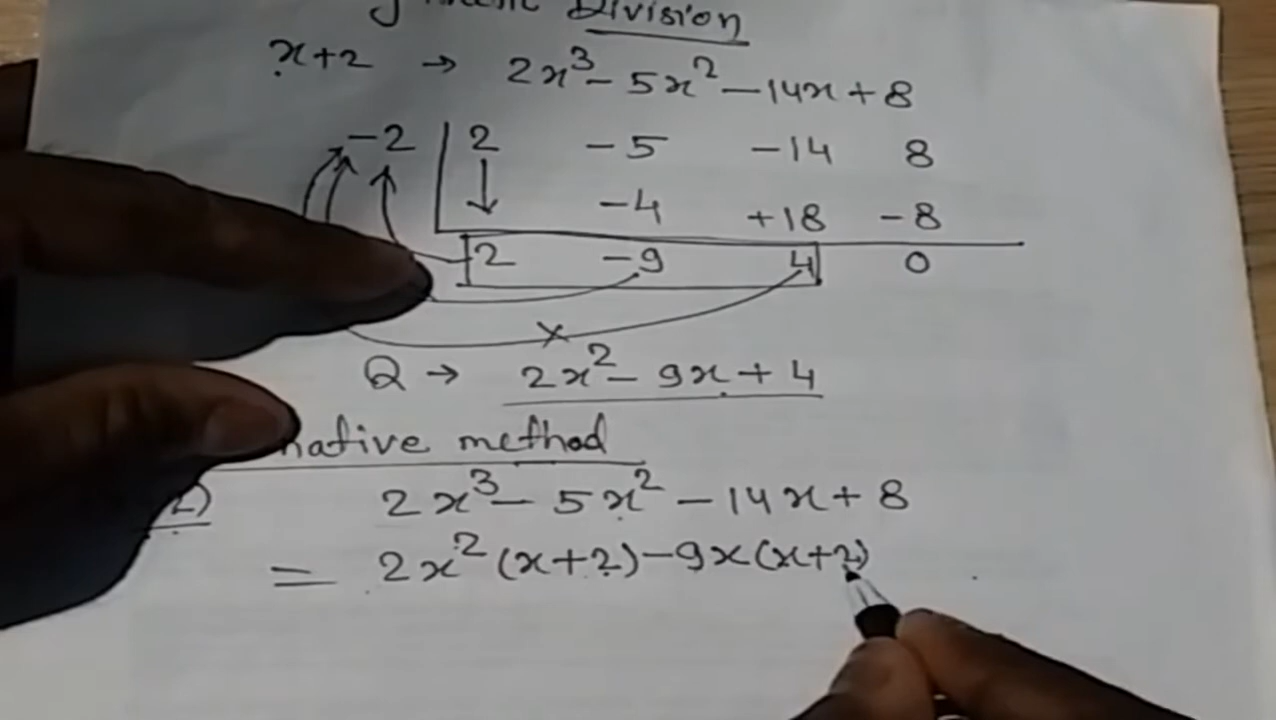 Division
x+2 → 2x³ - 5x² - 14x + 8
-2 | 2 -5 -14 8
-4 +18 -8
2 -9 4 0
Q → 2x² - 9x + 4
method
2x³ - 5x² - 14x + 8
= 2x² (x+2) - 9x (x+2)